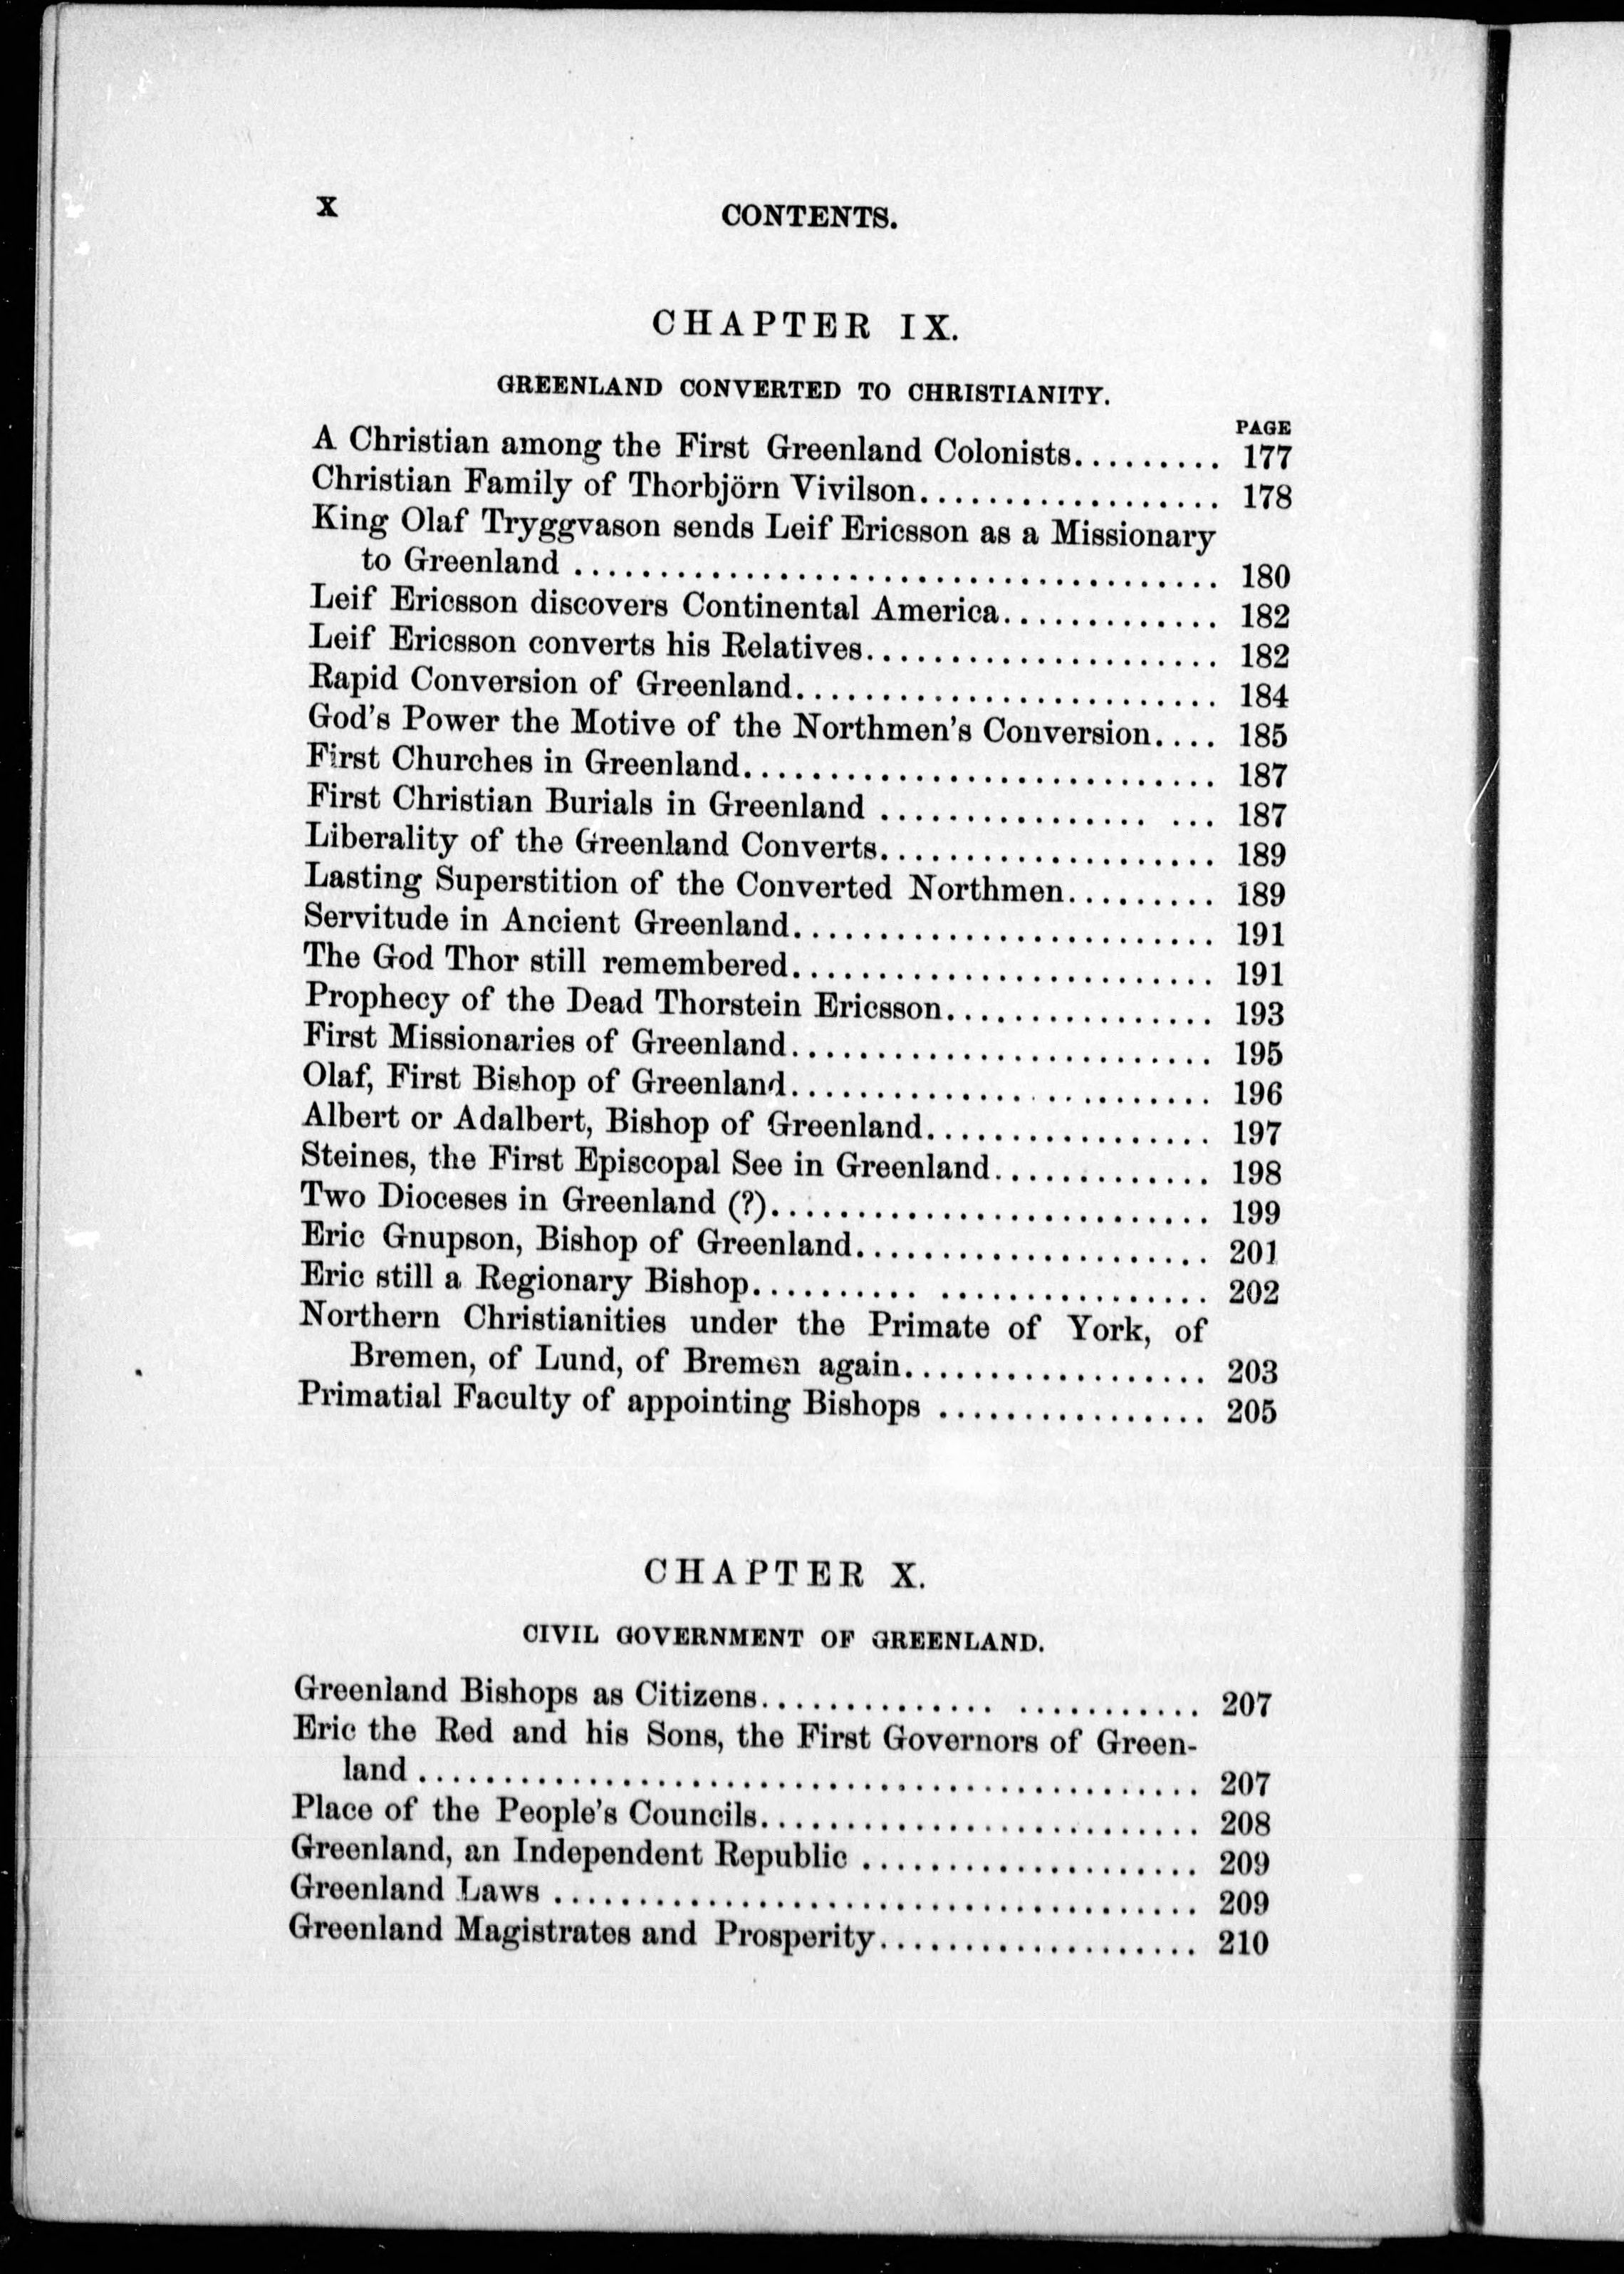 X
CONTENTS.
CHAPTER IX.
GREENLAND CONVERTED TO CHRISTIANITY.
PAGE
A Christian among the First Greenland Colonists......... 177
Christian Family of Thorbjörn Vivilson.................. 178
King Olaf Tryggvason sends Leif Ericsson as a Missionary
to Greenland ....................................... 180
Leif Ericsson discovers Continental America............. 182
Leif Ericsson converts his Relatives..................... 182
Rapid Conversion of Greenland......................... 184
God's Power the Motive of the Northmen's Conversion.... 185
First Churches in Greenland............................ 187
First Christian Burials in Greenland ................ ... 187
Liberality of the Greenland Converts.................... 189
Lasting Superstition of the Converted Northmen......... 189
Servitude in Ancient Greenland......................... 191
The God Thor still remembered......................... 191
Prophecy of the Dead Thorstein Ericsson................ 193
First Missionaries of Greenland......................... 195
Olaf, First Bishop of Greenland......................... 196
Albert or Adalbert, Bishop of Greenland................. 197
Steines, the First Episcopal See in Greenland............. 198
Two Dioceses in Greenland (?).......................... 199
Eric Gnupson, Bishop of Greenland..................... 201
Eric still a Regionary Bishop.......... ................ 202
Northern Christianities under the Primate of York, of
Bremen, of Lund, of Bremen again.................. 203
Primatial Faculty of appointing Bishops ................ 205
CHAPTER X.
CIVIL GOVERNMENT OF GREENLAND.
Greenland Bishops as Citizens.............. ........... 207
Eric the Red and his Sons, the First Governors of Green-
land ............................................... 207
Place of the People's Councils.......................... 208
Greenland, an Independent Republic .................... 209
Greenland Laws ....................................... 209
Greenland Magistrates and Prosperity................... 210